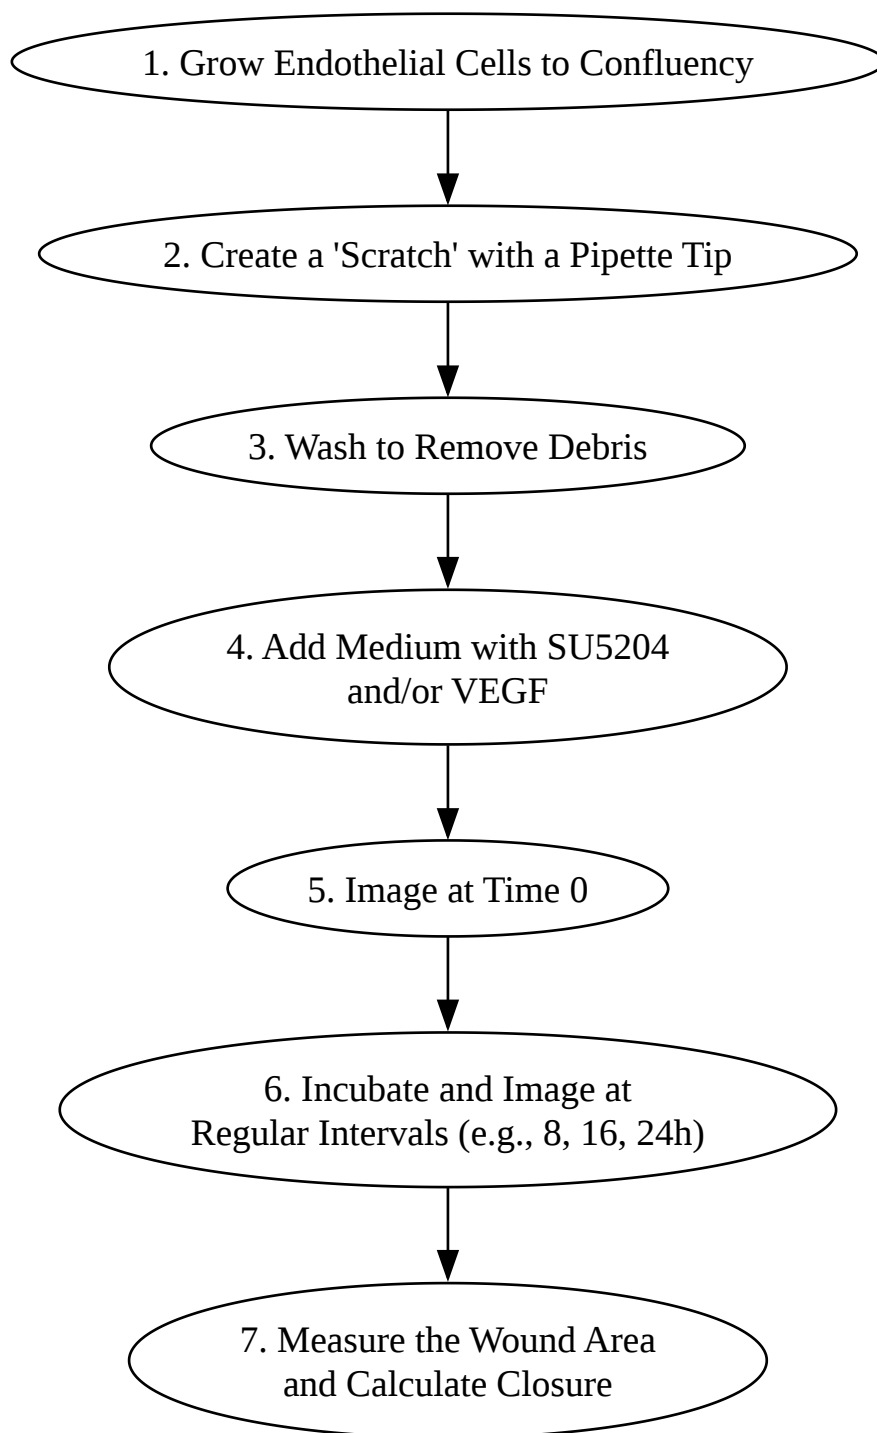 1. Grow Endothelial Cells to Confluency
2. Create a 'Scratch' with a Pipette Tip
3. Wash to Remove Debris
4. Add Medium with SU5204
and/or VEGF
5. Image at Time 0
6. Incubate and Image at
Regular Intervals (e.g., 8, 16, 24h)
7. Measure the Wound Area
and Calculate Closure